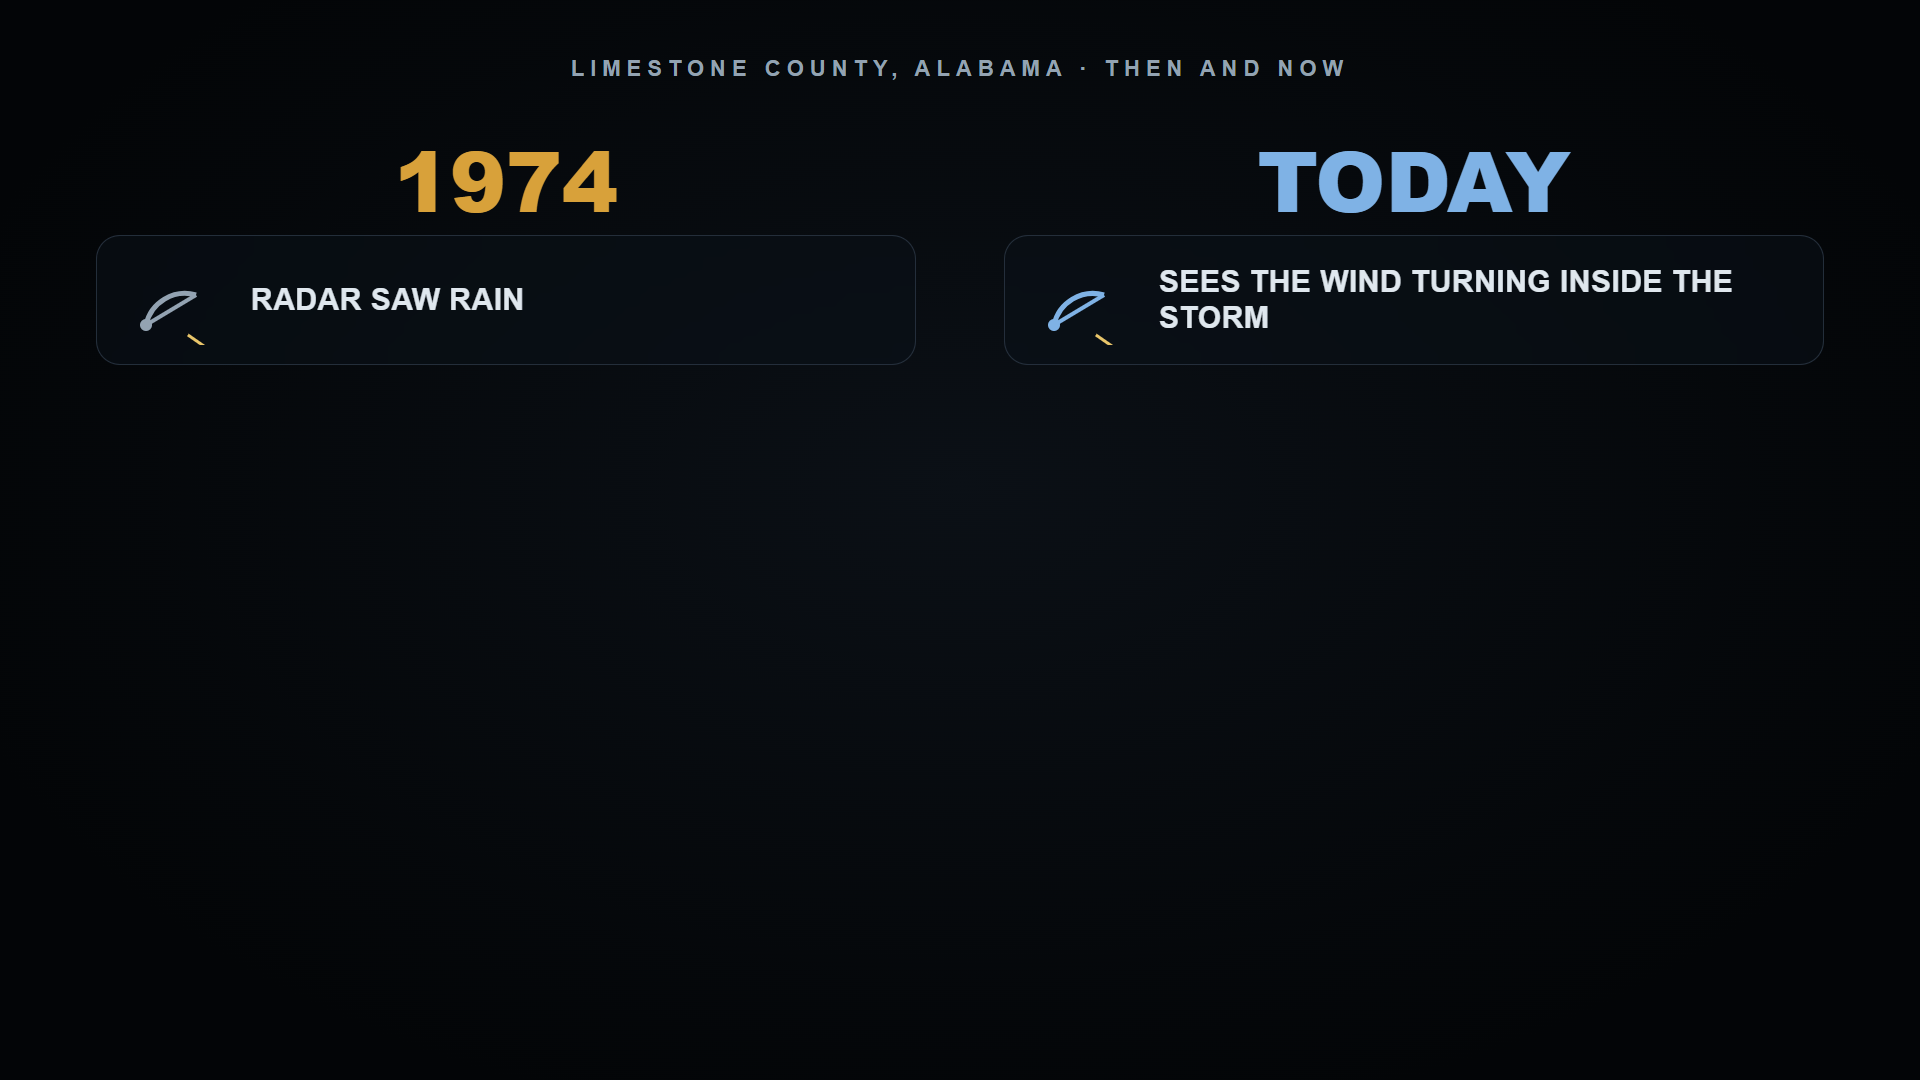 LIMESTONE COUNTY, ALABAMA · THEN AND NOW
1974
RADAR SAW RAIN
TODAY
SEES THE WIND TURNING INSIDE THE
STORM